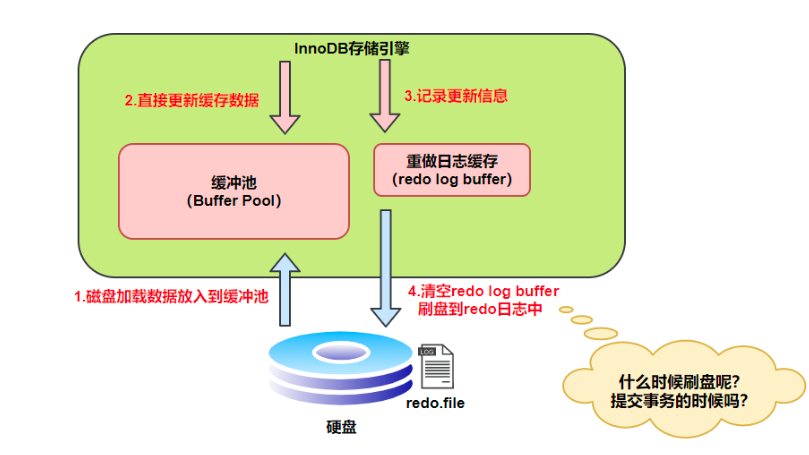 InnoDB存储引擎
2.直接更新缓存数据
3.记录更新信息
缓冲池
（Buffer Pool）
重做日志缓存
（redo log buffer）
1.磁盘加载数据放入到缓冲池
4.清空redo log buffer
刷盘到redo日志中
LOG
redo.file
硬盘
什么时候刷盘呢？
提交事务的时候吗？